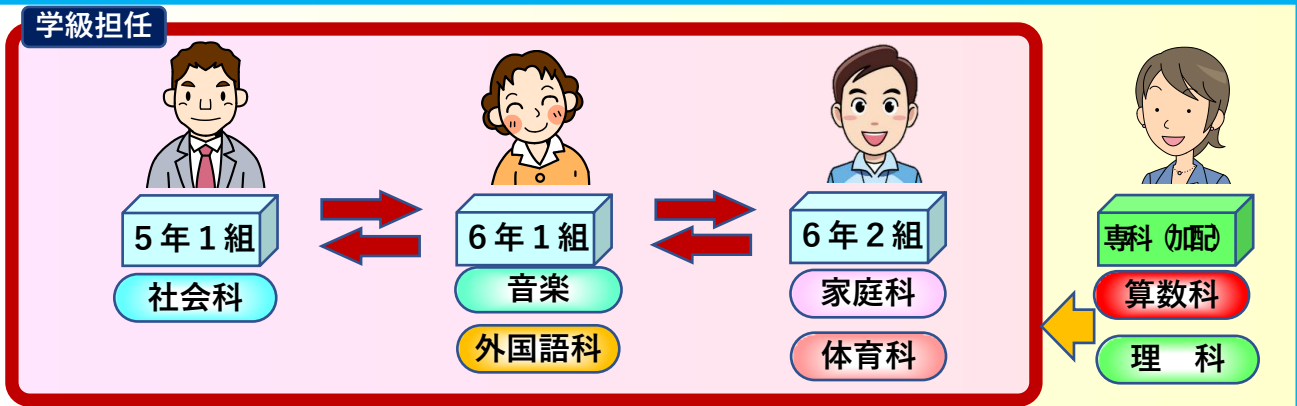 学級担任
5年1組
社会科
6年1組
音楽
外国語科
6年2組
家庭科
体育科
専科（加配）
算数科
理　科